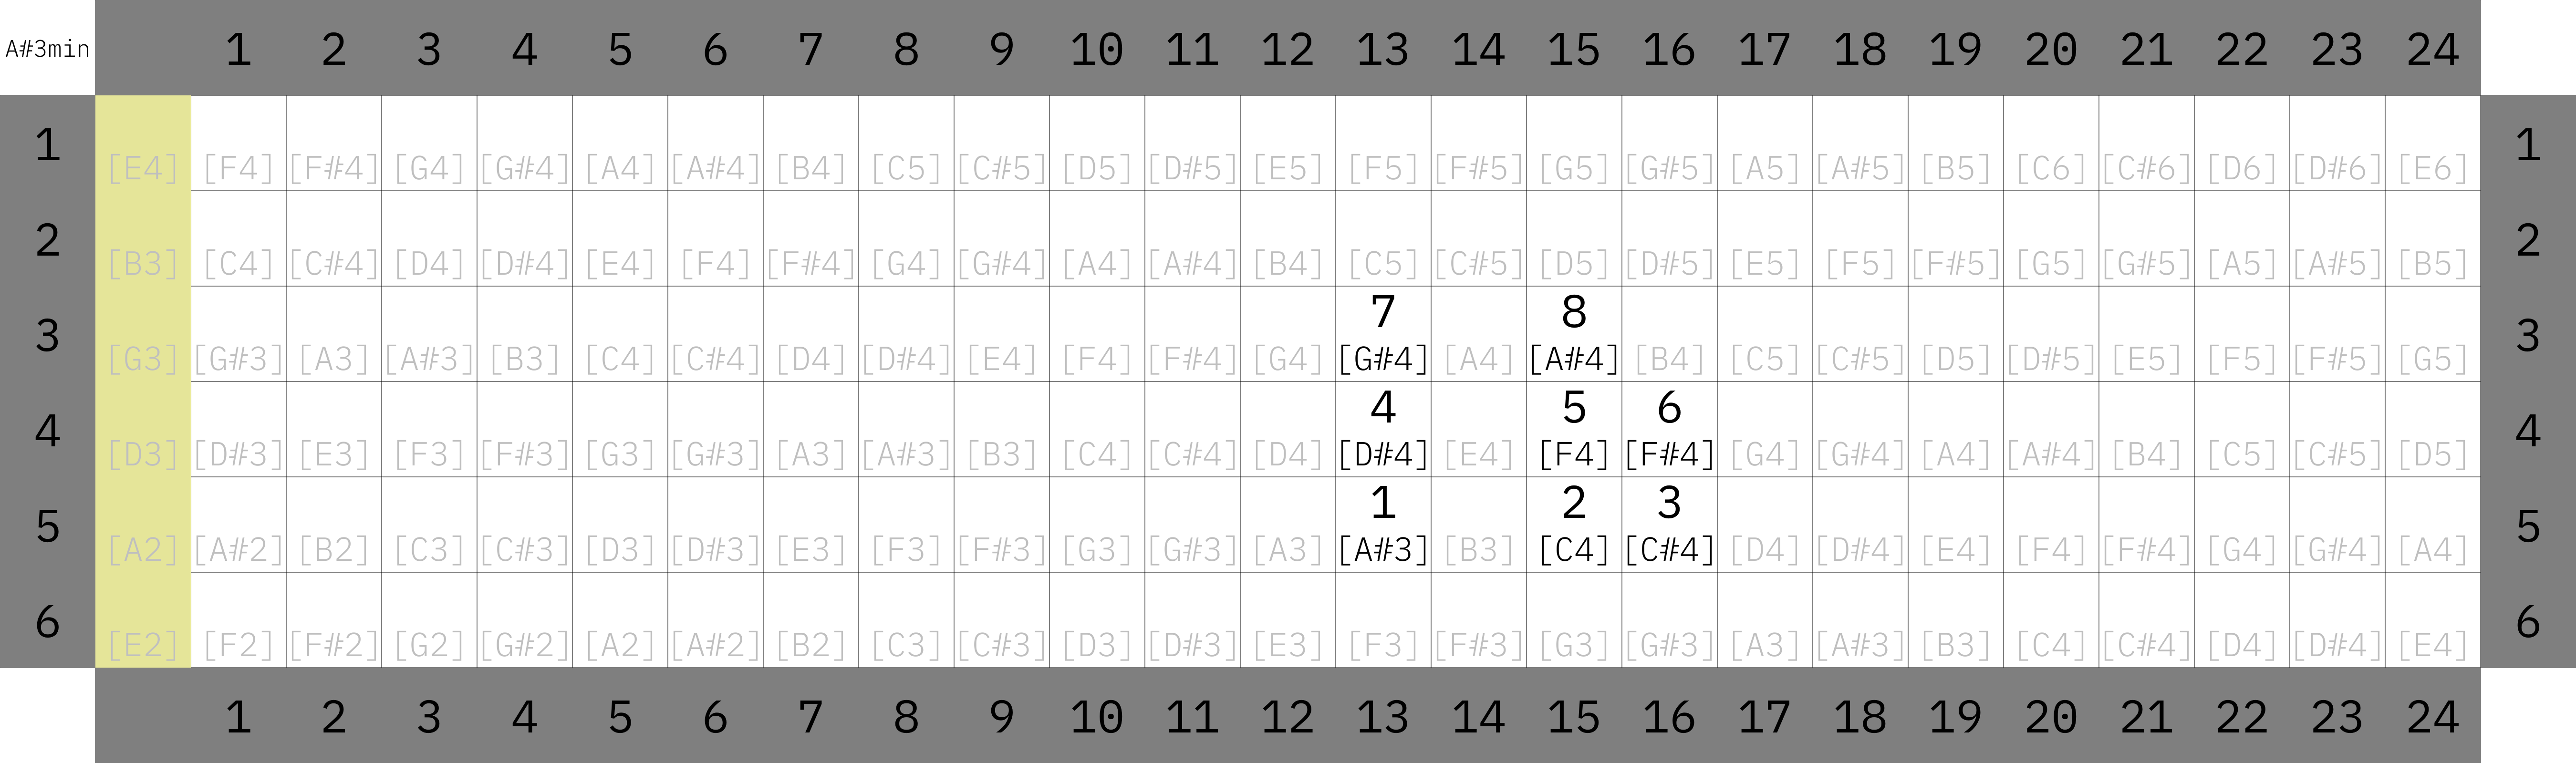 A#3min 1 2 3 4 5 6 7 8 9 10 11 12 13 14 15 16 17 18 19 20 21 22 23 24
1 [E4] [F4] [F#4] [G4] [G#4] [A4] [A#4] [B4] [C5] [C#5] [D5] [D#5] [E5] [F5] [F#5] [G5] [G#5] [A5] [A#5] [B5] [C6] [C#6] [D6] [D#6] [E6] 1
2 [B3] [C4] [C#4] [D4] [D#4] [E4] [F4] [F#4] [G4] [G#4] [A4] [A#4] [B4] [C5] [C#5] [D5] [D#5] [E5] [F5] [F#5] [G5] [G#5] [A5] [A#5] [B5] 2
7 8
3 [G3] [G#3] [A3] [A#3] [B3] [C4] [C#4] [D4] [D#4] [E4] [F4] [F#4] [G4] [G#4] [A4] [A#4] [B4] [C5] [C#5] [D5] [D#5] [E5] [F5] [F#5] [G5] 3
4 5 6
4 [D3] [D#3] [E3] [F3] [F#3] [G3] [G#3] [A3] [A#3] [B3] [C4] [C#4] [D4] [D#4] [E4] [F4] [F#4] [G4] [G#4] [A4] [A#4] [B4] [C5] [C#5] [D5] 4
1 2 3
5 [A2] [A#2] [B2] [C3] [C#3] [D3] [D#3] [E3] [F3] [F#3] [G3] [G#3] [A3] [A#3] [B3] [C4] [C#4] [D4] [D#4] [E4] [F4] [F#4] [G4] [G#4] [A4] 5
6 [E2] [F2] [F#2] [G2] [G#2] [A2] [A#2] [B2] [C3] [C#3] [D3] [D#3] [E3] [F3] [F#3] [G3] [G#3] [A3] [A#3] [B3] [C4] [C#4] [D4] [D#4] [E4] 6
1 2 3 4 5 6 7 8 9 10 11 12 13 14 15 16 17 18 19 20 21 22 23 24